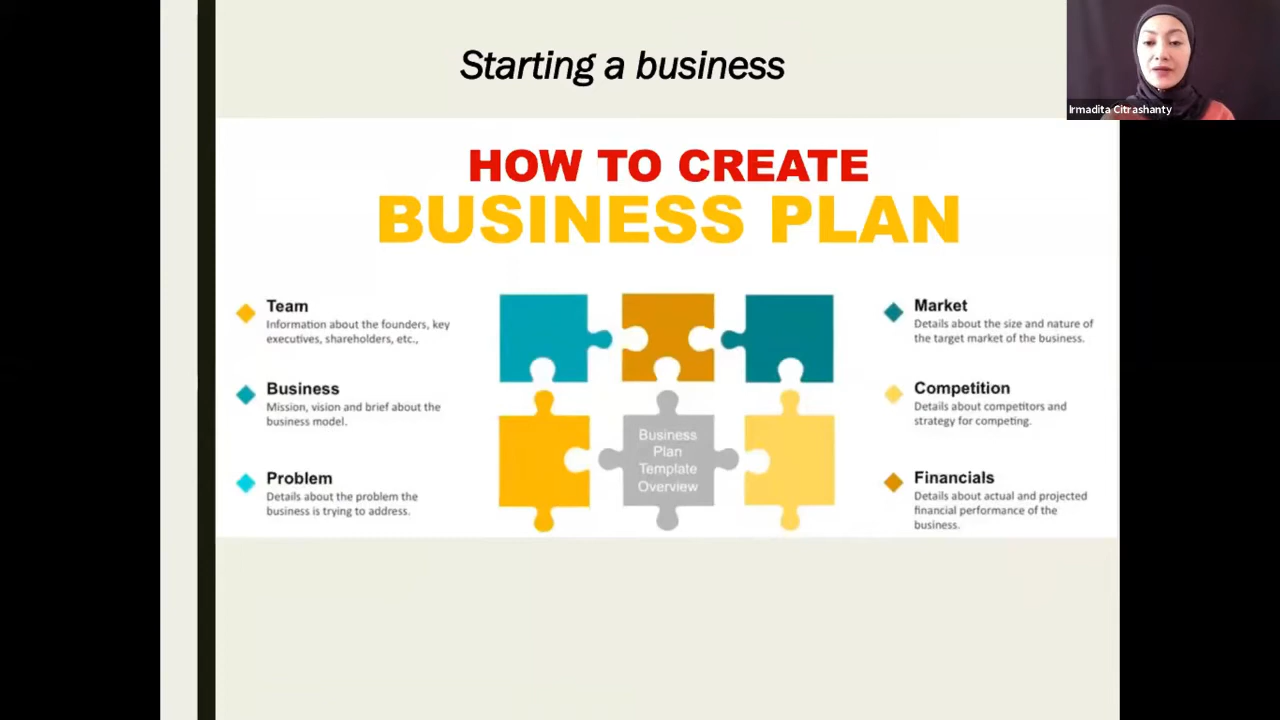 Starting a business
Irmadita Citrashanty
HOW TO CREATE
BUSINESS PLAN
Team
Information about the founders, key
executives, shareholders, etc.,
Business
Mission, vision and brief about the
business model.
Problem
Details about the problem the
business is trying to address.
Business
Plan
Template
Overview
Market
Details about the size and nature of
the target market of the business.
Competition
Details about competitors and
strategy for competing.
Financials
Details about actual and projected
financial performance of the
business.